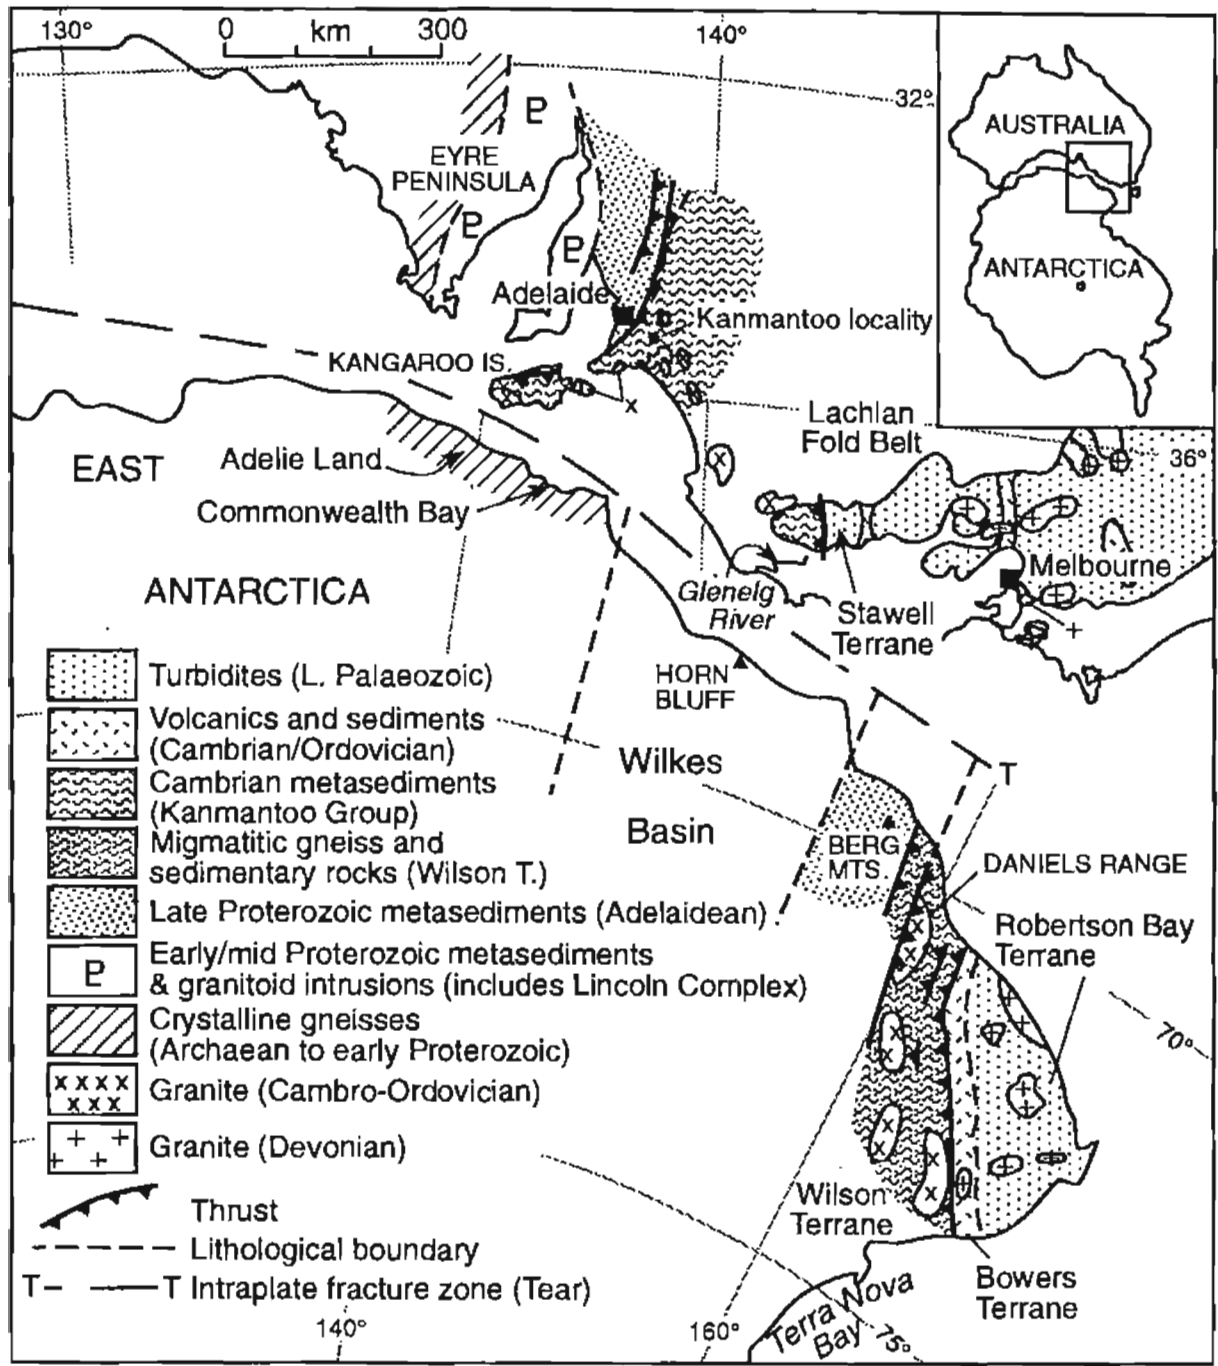 130°
0 km 300
140°
32°
EYRE
PENINSULA
P
P
P
Adelaide
Kanmantoo locality
KANGAROO IS.
x
AUSTRALIA
ANTARCTICA
Lachlan
Fold Belt
36°
EAST
ANTARCTICA
Adelie Land
Commonwealth Bay
Glenelg
River
Stawell
Terrane
Melbourne
+
HORN
BLUFF
Wilkes
Basin
T
BERG
MTS.
DANIELS RANGE
Robertson Bay
Terrane
70°
Wilson
Terrane
Bowers
Terrane
Terra Nova
Bay
75°
140°
160°
Turbidites (L. Palaeozoic)
Volcanics and sediments
(Cambrian/Ordovician)
Cambrian metasediments
(Kanmantoo Group)
Migmatitic gneiss and
sedimentary rocks (Wilson T.)
Late Proterozoic metasediments (Adelaidean)
P
Early/mid Proterozoic metasediments
& granitoid intrusions (includes Lincoln Complex)
Crystalline gneisses
(Archaean to early Proterozoic)
x x x x
x x x
Granite (Cambro-Ordovician)
+ +
+ +
Granite (Devonian)
Thrust
Lithological boundary
T T Intraplate fracture zone (Tear)